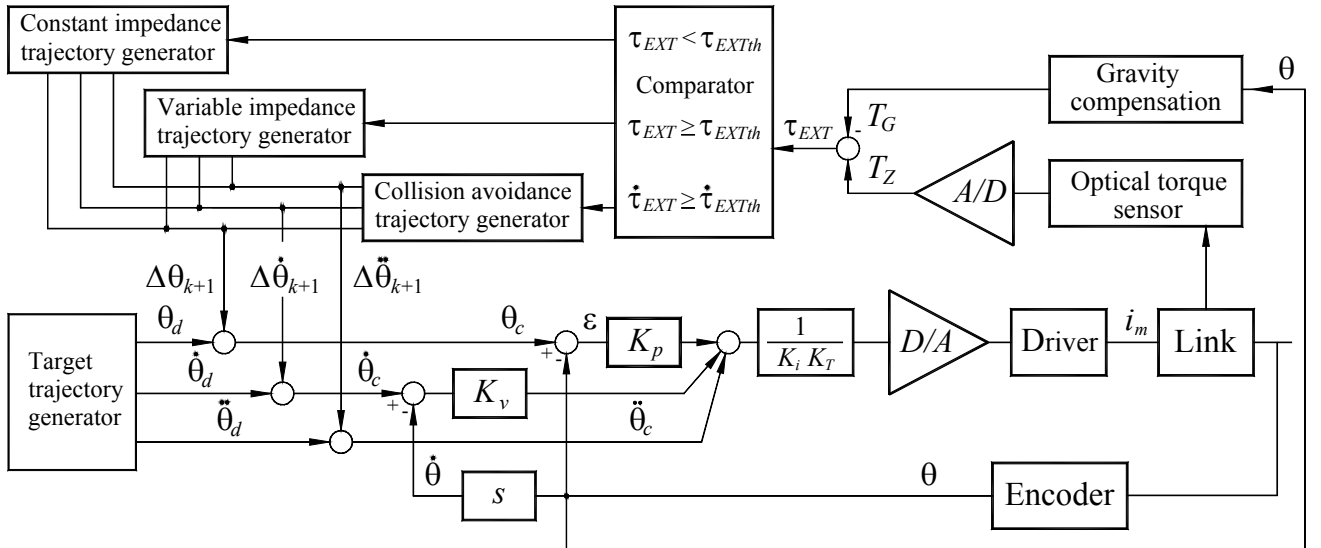 Constant impedance
trajectory generator
Variable impedance
trajectory generator
Collision avoidance
trajectory generator
τEXT < τEXTth
Comparator
τEXT ≥ τEXTth
τ̇EXT ≥ τ̇EXTth
τEXT
-
TG
TZ
Gravity
compensation
θ
A/D
Optical torque
sensor
Δθk+1
Δθ̇k+1
Δθ̈k+1
Target
trajectory
generator
θd
θ̇d
θ̈d
θc
θ̇c
θ̈c
+
-
ε
Kp
+
-
Kv
1
Ki KT
D/A
Driver
im
Link
θ̇
s
θ
Encoder